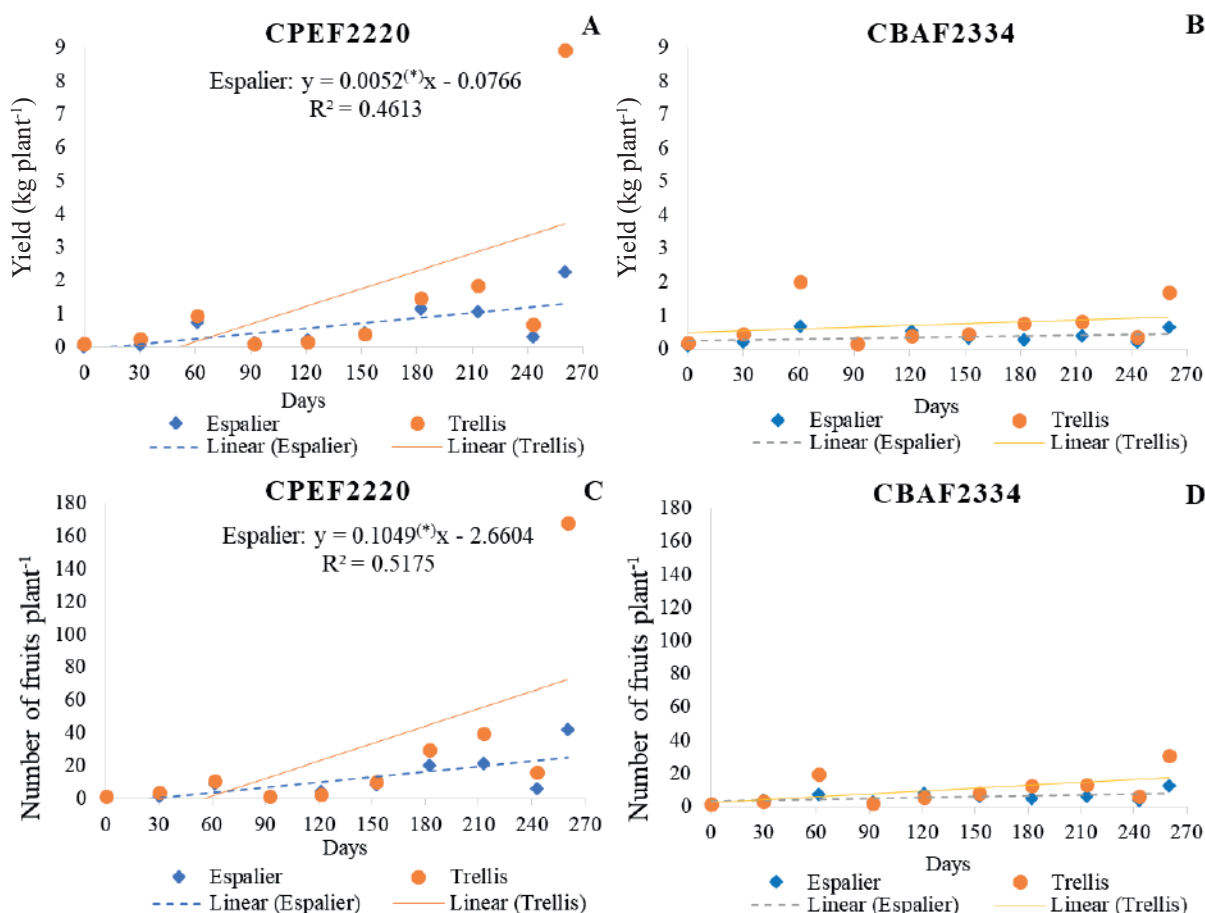 CPEF2220
A
Espalier: y = 0.0052(*)x - 0.0766
R² = 0.4613
Yield (kg plant⁻¹)
9
8
7
6
5
4
3
2
1
0
0 30 60 90 120 150 180 210 240 270
Days
Espalier Trellis
Linear (Espalier) Linear (Trellis)
CBAF2334
B
Yield (kg plant⁻¹)
9
8
7
6
5
4
3
2
1
0
0 30 60 90 120 150 180 210 240 270
Days
Espalier Trellis
Linear (Espalier) Linear (Trellis)
CPEF2220
C
Espalier: y = 0.1049(*)x - 2.6604
R² = 0.5175
Number of fruits plant⁻¹
180
160
140
120
100
80
60
40
20
0
0 30 60 90 120 150 180 210 240 270
Days
Espalier Trellis
Linear (Espalier) Linear (Trellis)
CBAF2334
D
Number of fruits plant⁻¹
180
160
140
120
100
80
60
40
20
0
0 30 60 90 120 150 180 210 240 270
Days
Espalier Trellis
Linear (Espalier) Linear (Trellis)